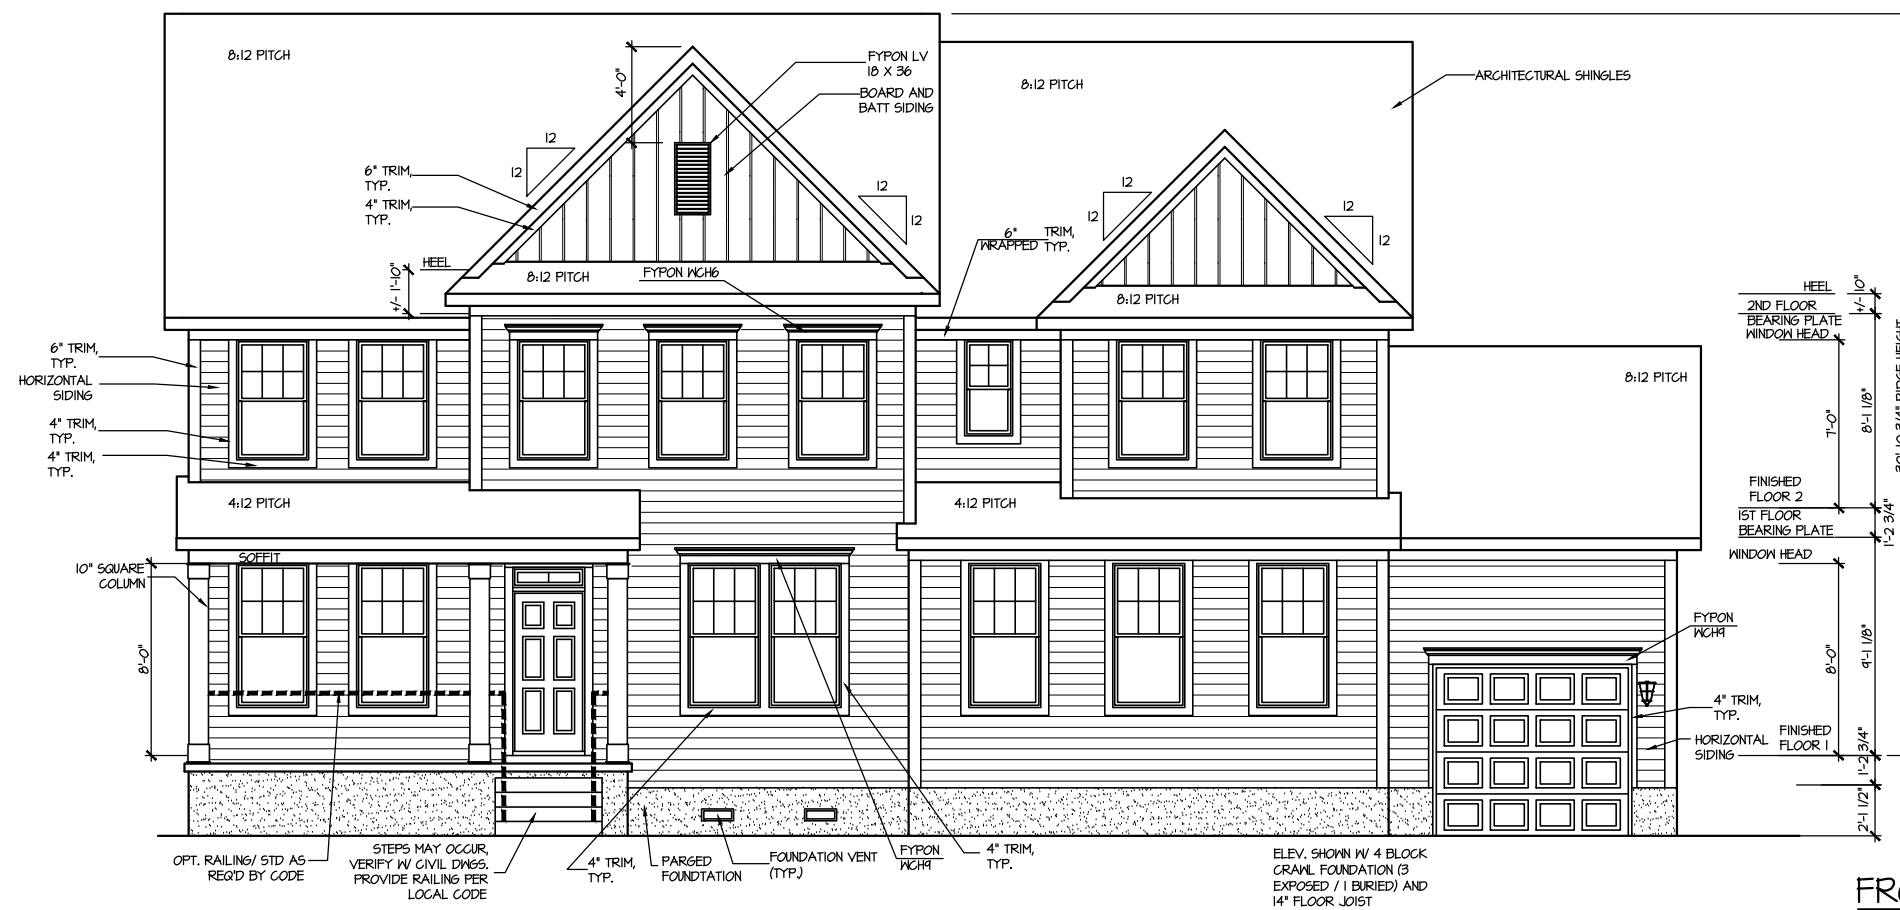 8:12 PITCH
4'-0"
FYPON LV
18 X 36
BOARD AND
BATT SIDING
8:12 PITCH
ARCHITECTURAL SHINGLES
12
12
6" TRIM,
TYP.
4" TRIM,
TYP.
12
12
12
12
12
12
6" TRIM,
WRAPPED TYP.
HEEL
+/- 1'-10"
8:12 PITCH
FYPON WCH6
8:12 PITCH
HEEL
+/- 10"
2ND FLOOR
BEARING PLATE
WINDOW HEAD
6" TRIM,
TYP.
HORIZONTAL
SIDING
4" TRIM,
TYP.
4" TRIM,
TYP.
8:12 PITCH
7'-0"
8'-1 1/8"
30'-10 3/4" RIDGE HEIGHT
4:12 PITCH
4:12 PITCH
FINISHED
FLOOR 2
1ST FLOOR
BEARING PLATE
1'-2 3/4"
WINDOW HEAD
SOFFIT
10" SQUARE
COLUMN
8'-0"
FYPON
WCH9
8'-0"
9'-1 1/8"
4" TRIM,
TYP.
HORIZONTAL
SIDING
FINISHED
FLOOR 1
1'-2 3/4"
2'-1 1/2"
OPT. RAILING/ STD AS
REQ'D BY CODE
STEPS MAY OCCUR,
VERIFY W/ CIVIL DWGS.
PROVIDE RAILING PER
LOCAL CODE
4" TRIM,
TYP.
PARGED
FOUNDTATION
FOUNDATION VENT
(TYP.)
FYPON
WCH9
4" TRIM,
TYP.
ELEV. SHOWN W/ 4 BLOCK
CRAWL FOUNDATION (3
EXPOSED / 1 BURIED) AND
14" FLOOR JOIST